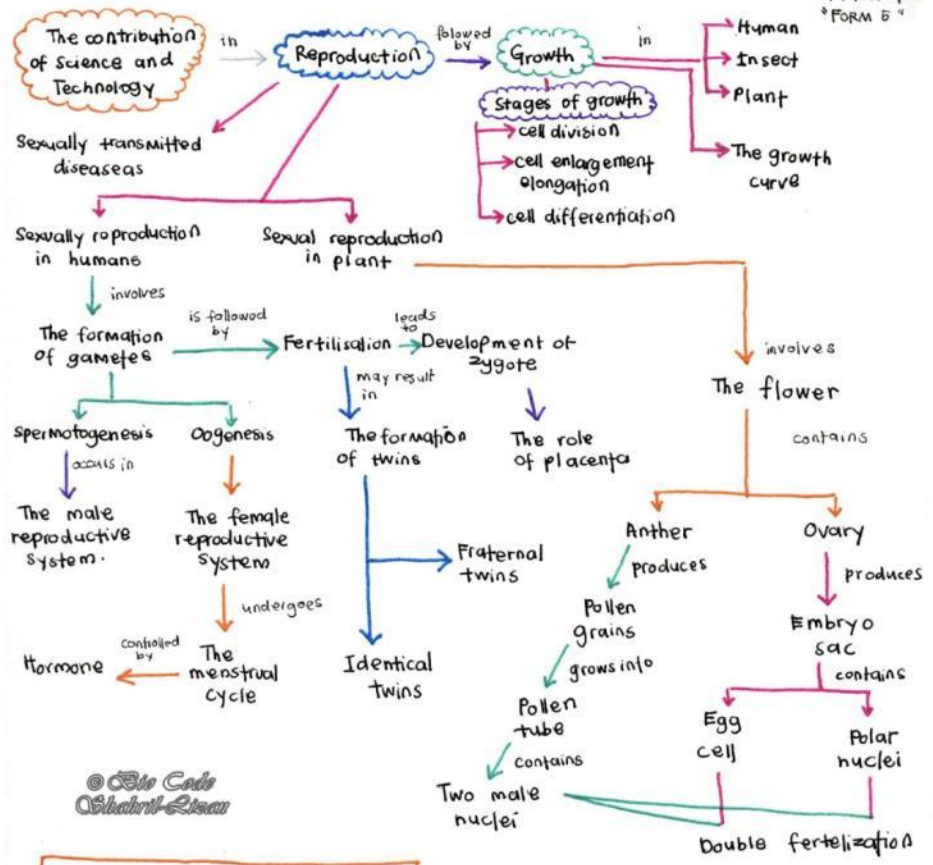 "FORM 5"
The contribution
of Science and
Technology
in
Reproduction
folowed
by
Growth
in
Human
Insect
Plant
The growth
curve
Stages of growth
cell division
cell enlargement
elongation
cell differentiation
Sexually transmitted
diseaseas
Sexually reproduction
in humans
Sexual reproduction
in plant
involves
The formation
of gametes
is followed
by
Fertilisation
leads
to
Development of
zygote
may result
in
The formation
of twins
The role
of placenta
Spermotogenesis
Oogenesis
occurs in
The male
reproductive
system.
The female
reproductive
system
undergoes
The
menstrual
cycle
controlled
by
Hormone
Fraternal
twins
Identical
twins
involves
The flower
contains
Anther
Ovary
produces
Pollen
grains
grows into
Pollen
tube
contains
Two male
nuclei
produces
Embryo
sac
contains
Egg
cell
Polar
nuclei
Double fertelization
© Bio Code
Shahril-Lizan